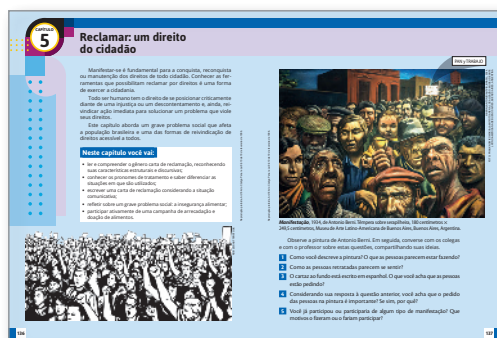 CAPÍTULO
5
Reclamar: um direito
do cidadão
Manifestar-se é fundamental para a conquista, reconquista
ou manutenção dos direitos de todo cidadão. Conhecer as fer-
ramentas que possibilitam reclamar por direitos é uma forma
de exercer a cidadania.
Todo ser humano tem o direito de se posicionar criticamente
diante de uma injustiça ou um descontentamento e, ainda, rei-
vindicar ação imediata para solucionar um problema que viole
seus direitos.
Este capítulo aborda um grave problema social que afeta
a população brasileira e uma das formas de reivindicação de
direitos acessível a todos.
Neste capítulo você vai:
• ler e compreender o gênero carta de reclamação, reconhecendo
suas características estruturais e discursivas;
• conhecer os pronomes de tratamento e saber diferenciar as
situações em que são utilizados;
• escrever uma carta de reclamação considerando a situação
comunicativa;
• refletir sobre um grave problema social: a insegurança alimentar;
• participar ativamente de uma campanha de arrecadação e
doação de alimentos.
136
PAN y TRABAJO
Manifestação, 1934, de Antonio Berni. Têmpera sobre serapilheira, 180 centímetros ×
249,5 centímetros, Museu de Arte Latino-Americana de Buenos Aires, Buenos Aires, Argentina.
Observe a pintura de Antonio Berni. Em seguida, converse com os colegas
e com o professor sobre estas questões, compartilhando suas ideias.
1 Como você descreve a pintura? O que as pessoas parecem estar fazendo?
2 Como as pessoas retratadas parecem se sentir?
3 O cartaz ao fundo está escrito em espanhol. O que você acha que as pessoas
estão pedindo?
4 Considerando sua resposta à questão anterior, você acha que o pedido
das pessoas na pintura é importante? Se sim, por quê?
5 Você já participou ou participaria de algum tipo de manifestação? Que
motivos o fizeram ou o fariam participar?
137